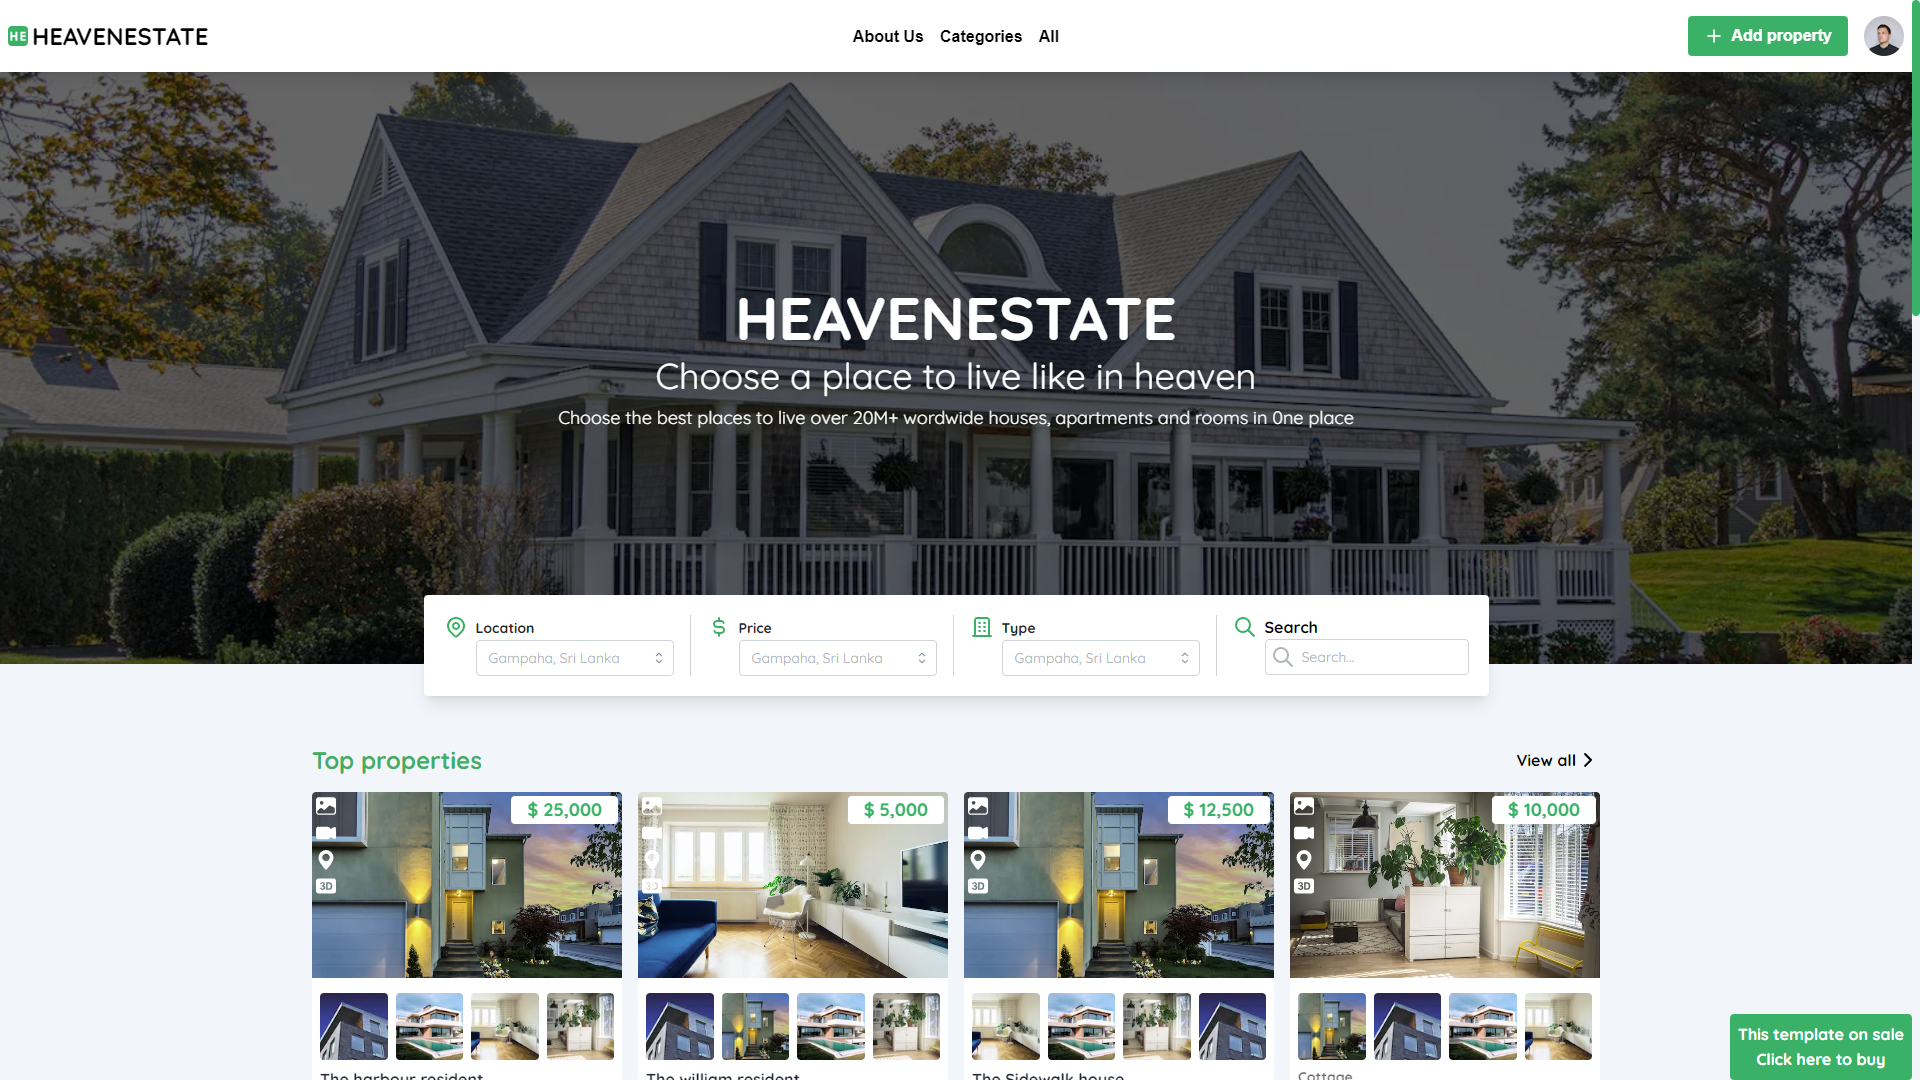 HE HEAVENESTATE
About Us Categories All
+ Add property
HEAVENESTATE
Choose a place to live like in heaven
Choose the best places to live over 20M+ wordwide houses, apartments and rooms in 0ne place
Location
Gampaha, Sri Lanka
Price
Gampaha, Sri Lanka
Type
Gampaha, Sri Lanka
Search
Search...
Top properties
View all
$ 25,000
3D
$ 5,000
3D
$ 12,500
3D
$ 10,000
3D
The harbour resident
The william resident
The Sidewalk house
Cottage
This template on sale
Click here to buy